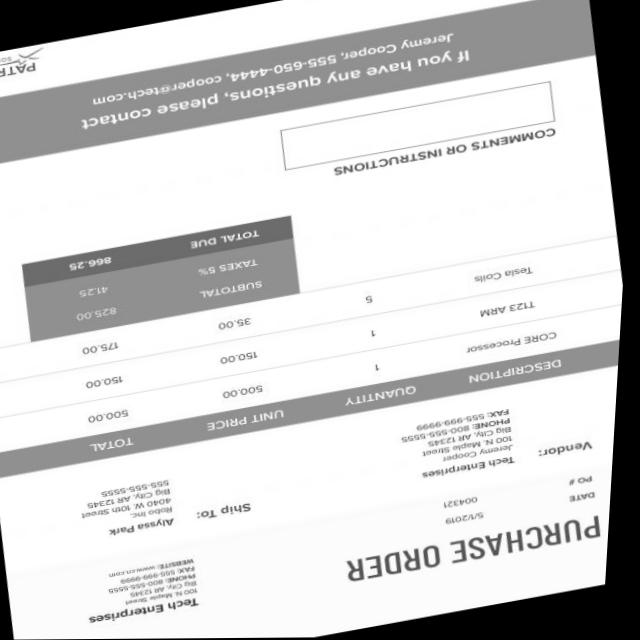 PURCHASE ORDER
DATE 5/1/2019
PO # 004321
Tech Enterprises
100 N. Maple Street
Big City, AR 12345
PHONE: 800-555-5555
FAX: 555-999-9999
WEBSITE: www.cn.com
Vendor:
Tech Enterprises
Jeremy Cooper
100 N. Maple Street
Big City, AR 12345
PHONE: 800-555-5555
FAX: 555-999-9999
Ship To:
Alyssa Park
Robo Inc.
4040 W. 10th Street
Big City, AR 12345
555-555-5555
DESCRIPTION QUANTITY UNIT PRICE TOTAL
CORE Processor 1 500.00 500.00
T123 ARM 1 150.00 150.00
Tesla Coils 5 35.00 175.00
SUBTOTAL 825.00
TAXES 5% 41.25
TOTAL DUE 866.25
COMMENTS OR INSTRUCTIONS
If you have any questions, please contact
Jeremy Cooper, 555-550-4444, cooper@tech.com